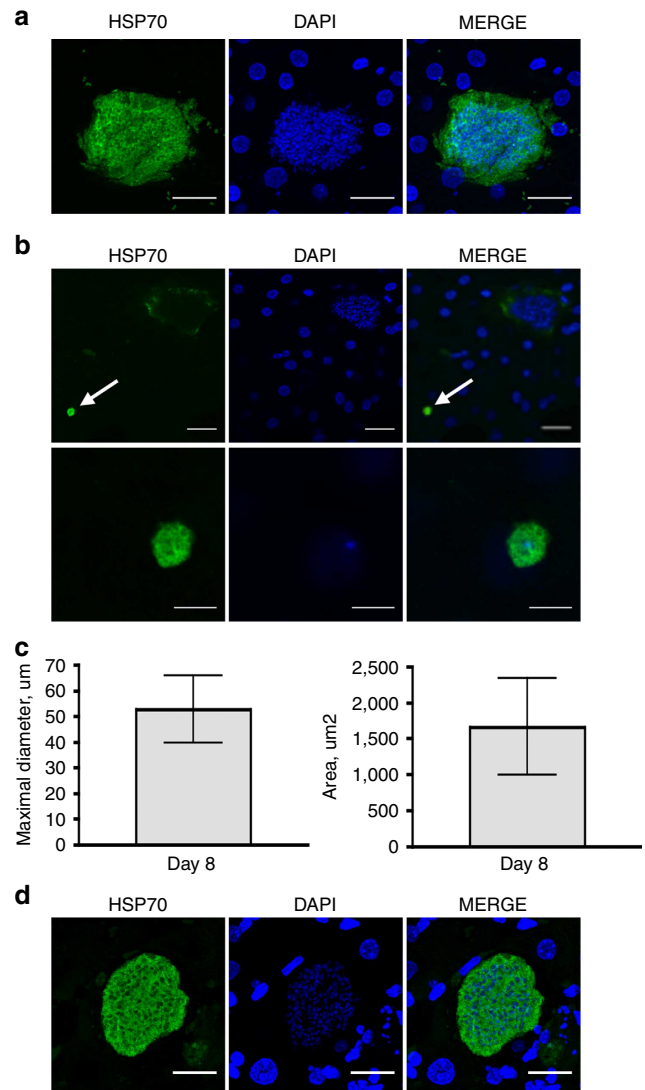 a
HSP70 DAPI MERGE
b
HSP70 DAPI MERGE
c
Maximal diameter, um
70
60
50
40
30
20
10
0
Day 8
Area, um2
2,500
2,000
1,500
1,000
500
0
Day 8
d
HSP70 DAPI MERGE